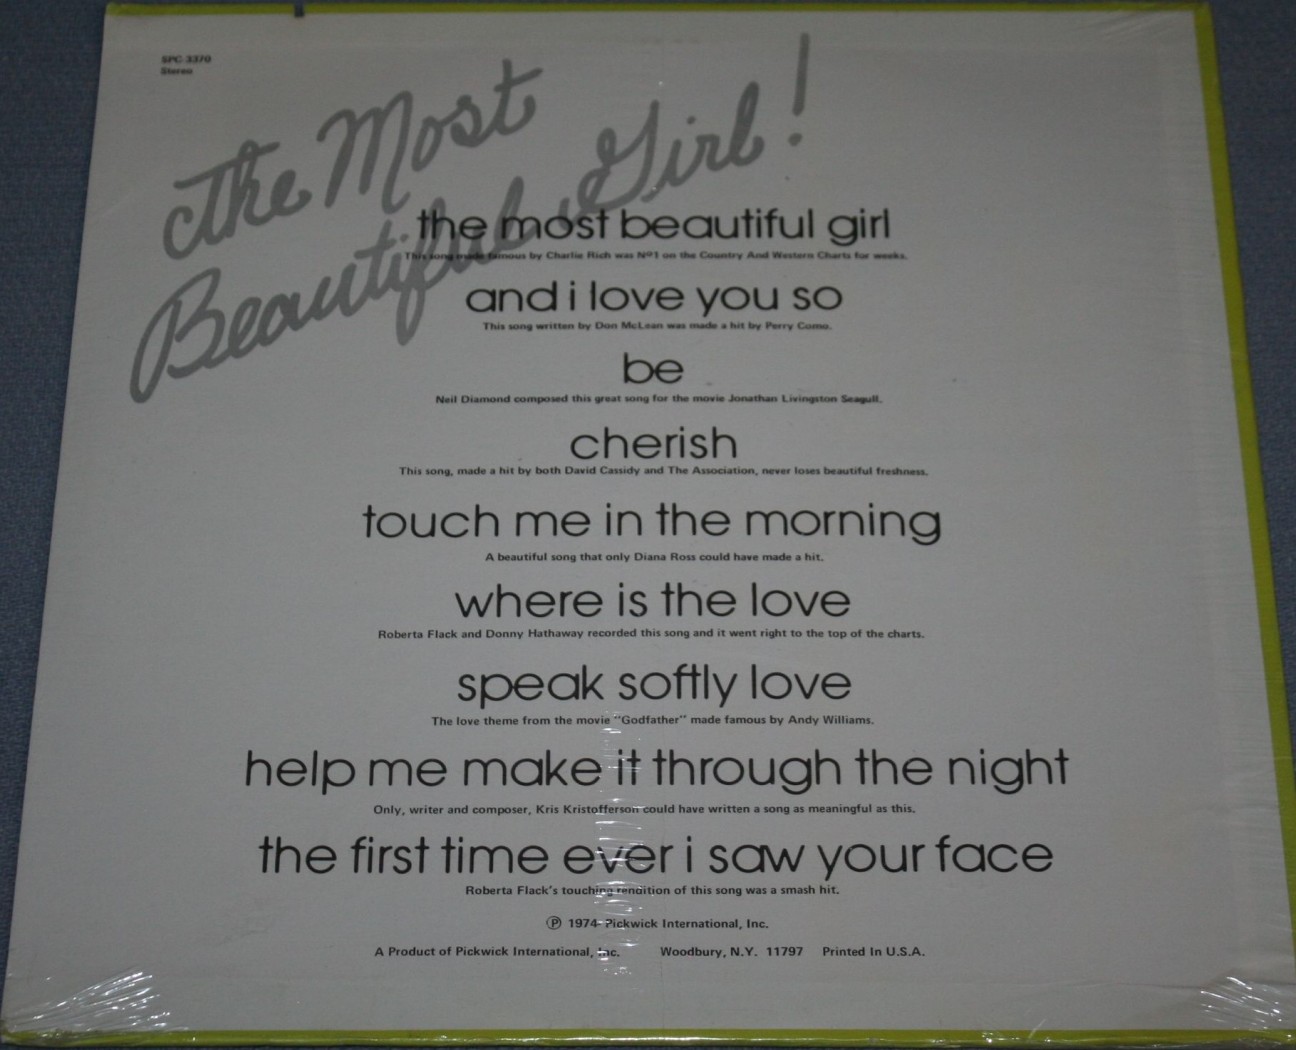 SPC-3370
Stereo
The Most
Beautiful Girl!
the most beautiful girl
This song made famous by Charlie Rich was Nº1 on the Country And Western Charts for weeks.
and i love you so
This song written by Don McLean was made a hit by Perry Como.
be
Neil Diamond composed this great song for the movie Jonathan Livingston Seagull.
cherish
This song, made a hit by both David Cassidy and The Association, never loses beautiful freshness.
touch me in the morning
A beautiful song that only Diana Ross could have made a hit.
where is the love
Roberta Flack and Donny Hathaway recorded this song and it went right to the top of the charts.
speak softly love
The love theme from the movie "Godfather" made famous by Andy Williams.
help me make it through the night
Only, writer and composer, Kris Kristofferson could have written a song as meaningful as this.
the first time ever i saw your face
Roberta Flack's touching rendition of this song was a smash hit.
Ⓟ 1974 Pickwick International, Inc.
A Product of Pickwick International, Inc. Woodbury, N.Y. 11797 Printed In U.S.A.